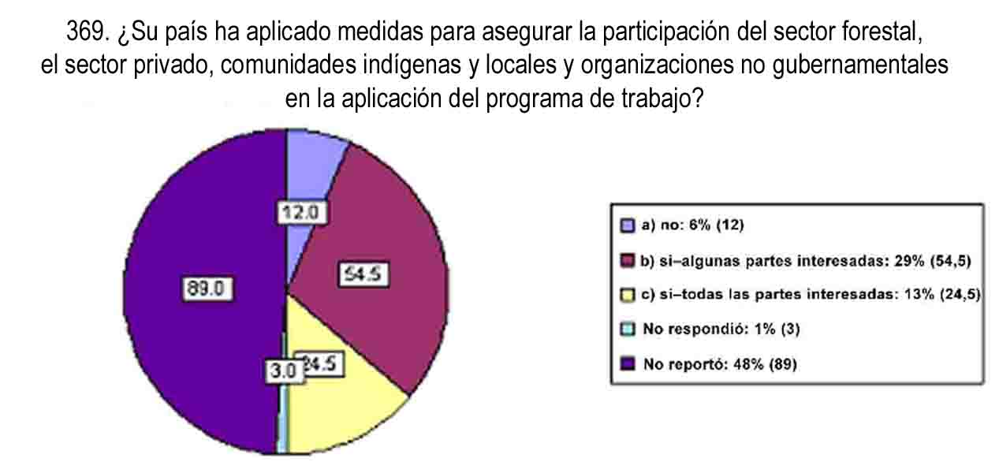 369. ¿Su país ha aplicado medidas para asegurar la participación del sector forestal,
el sector privado, comunidades indígenas y locales y organizaciones no gubernamentales
en la aplicación del programa de trabajo?
12.0
54.5
89.0
24.5
3.0
a) no: 6% (12)
b) si–algunas partes interesadas: 29% (54,5)
c) si–todas las partes interesadas: 13% (24,5)
No respondió: 1% (3)
No reportó: 48% (89)